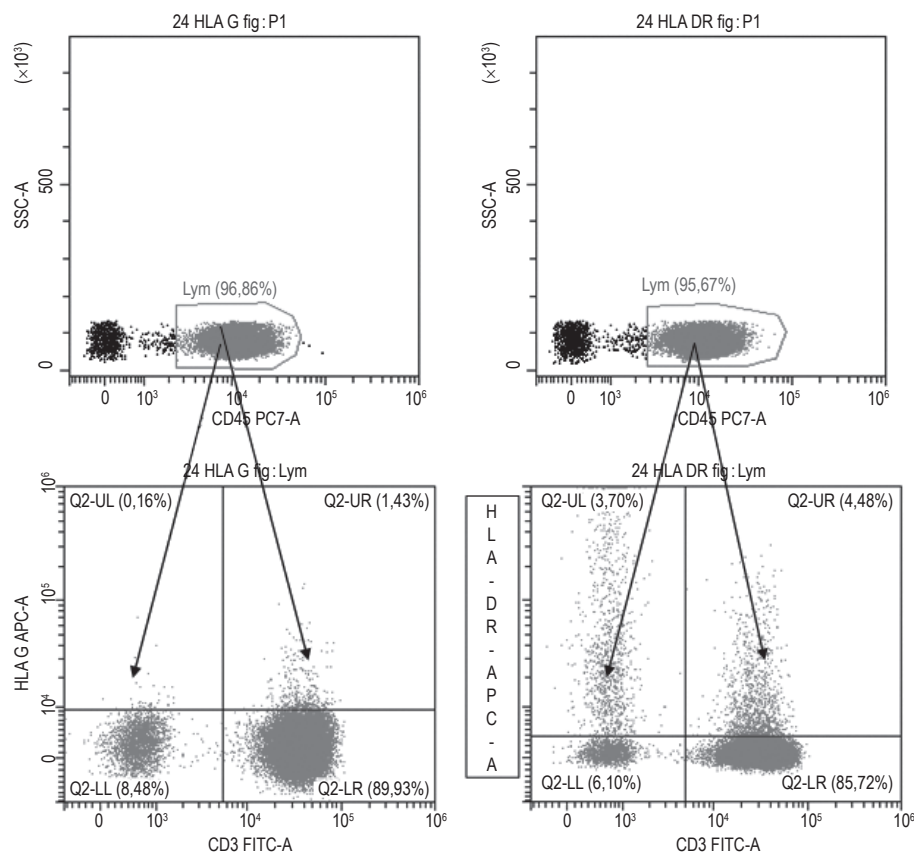 24 HLA G fig : P1
(×10³)
SSC-A
500
0
Lym (96,86%)
0 10³ 10⁴ 10⁵ 10⁶
CD45 PC7-A
24 HLA DR fig : P1
(×10³)
SSC-A
500
0
Lym (95,67%)
0 10³ 10⁴ 10⁵ 10⁶
CD45 PC7-A
24 HLA G fig : Lym
HLA G APC-A
10⁶
10⁵
10⁴
0
Q2-UL (0,16%)
Q2-UR (1,43%)
Q2-LL (8,48%)
Q2-LR (89,93%)
0 10³ 10⁴ 10⁵ 10⁶
CD3 FITC-A
24 HLA DR fig : Lym
H
L
A
-
D
R
-
A
P
C
-
A
Q2-UL (3,70%)
Q2-UR (4,48%)
Q2-LL (6,10%)
Q2-LR (85,72%)
0 10³ 10⁴ 10⁵ 10⁶
CD3 FITC-A